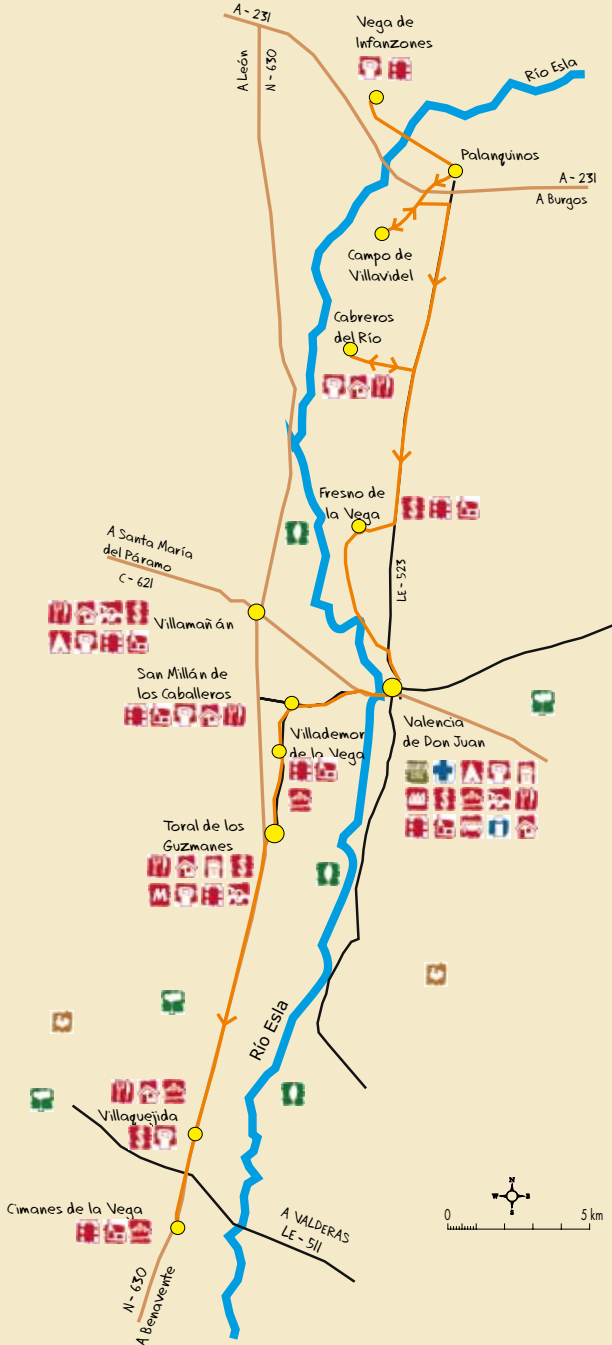 A - 231
Vega de
Infanzones
A León
N - 630
Río Esla
Palanquinos
A - 231
A Burgos
Campo de
Villavidel
Cabreros
del Río
Fresno de
la Vega
A Santa María
del Páramo
C - 621
LE - 523
Villamañán
San Millán de
los Caballeros
Valencia
de Don Juan
Villademor
de la Vega
Toral de los
Guzmanes
M
Río Esla
Villaquejida
Cimanes de la Vega
A VALDERAS
LE - 511
N
W
E
S
0
5 km
N - 630
A Benavente